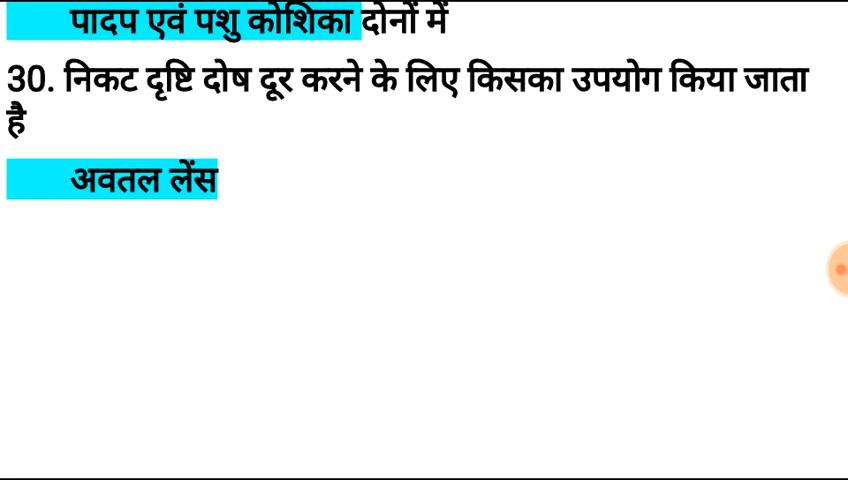 पादप एवं पशु कोशिका दोनों में
30. निकट दृष्टि दोष दूर करने के लिए किसका उपयोग किया जाता
है
अवतल लेंस